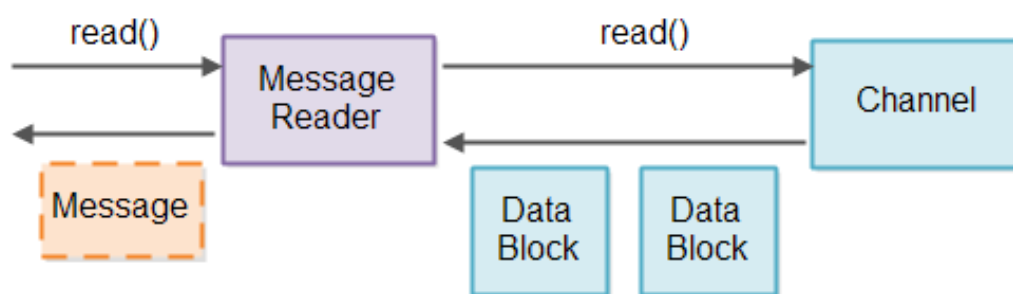 read()
read()
Message
Reader
Channel
Message
Data
Block
Data
Block